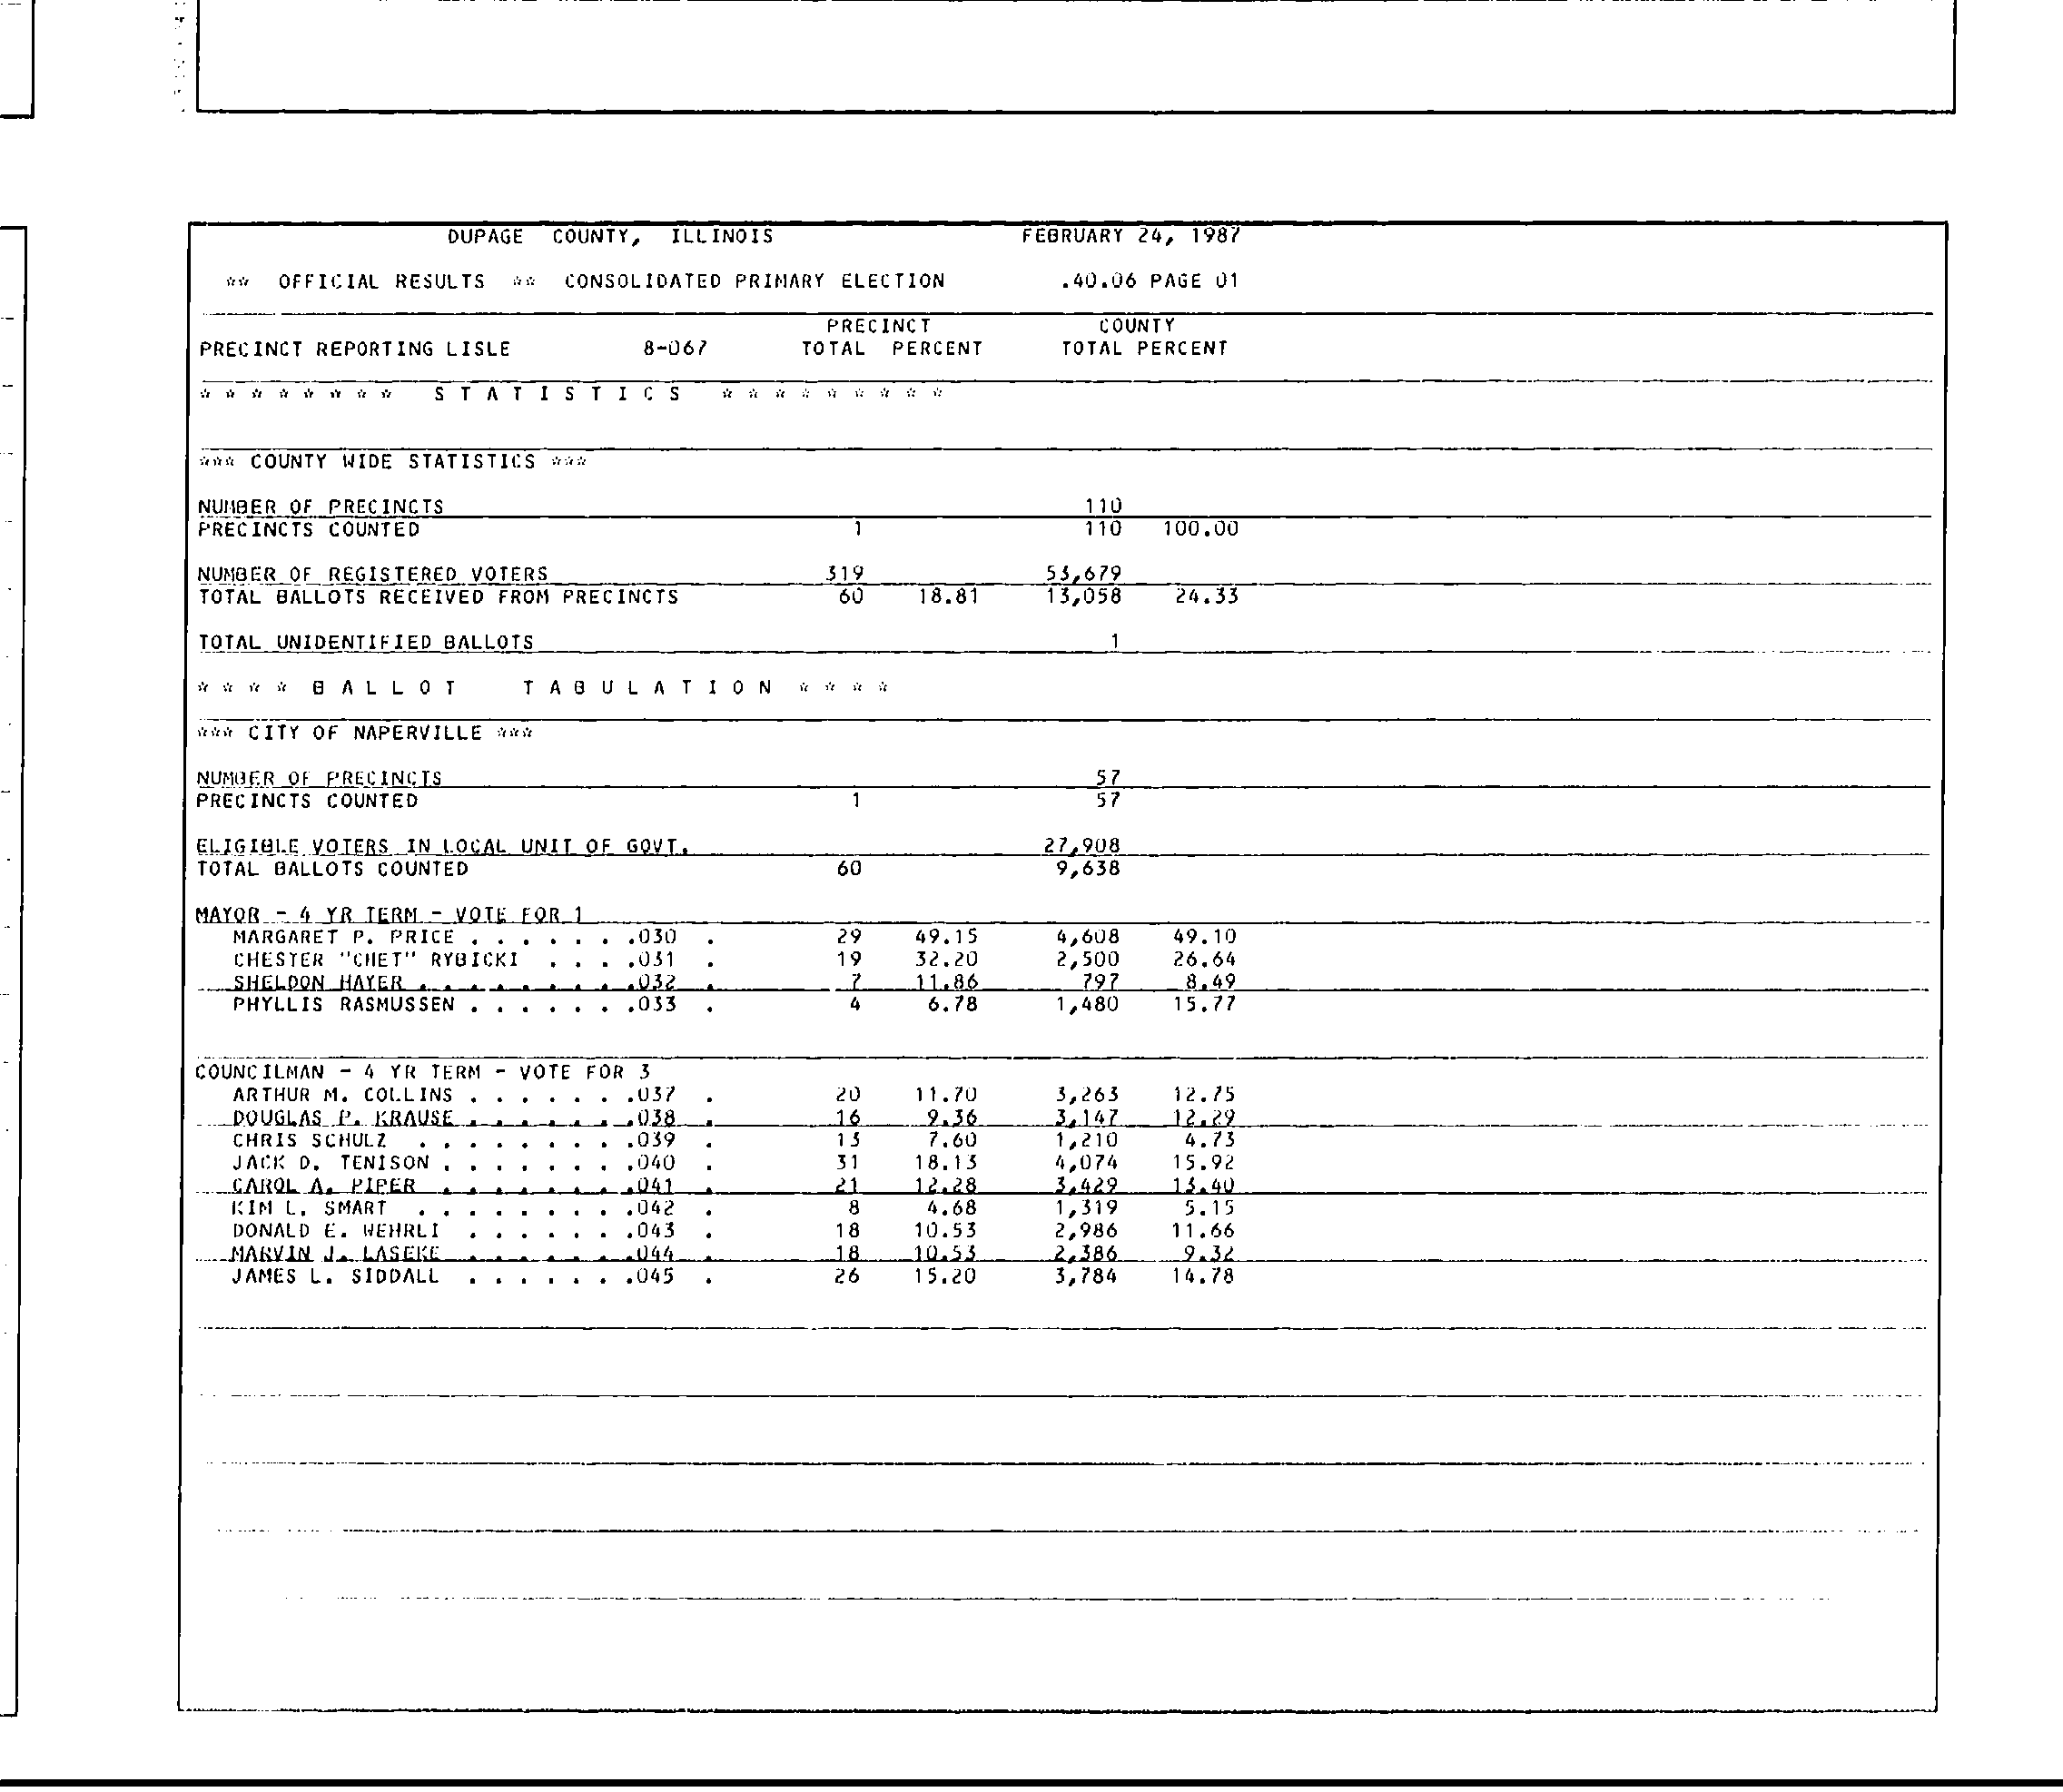 DUPAGE COUNTY, ILLINOIS FEBRUARY 24, 1987
** OFFICIAL RESULTS ** CONSOLIDATED PRIMARY ELECTION .40.06 PAGE 01
PRECINCT COUNTY
PRECINCT REPORTING LISLE 8-067 TOTAL PERCENT TOTAL PERCENT
* * * * * * * * S T A T I S T I C S * * * * * * * * *
*** COUNTY WIDE STATISTICS ***
NUMBER OF PRECINCTS 110
PRECINCTS COUNTED 1 110 100.00
NUMBER OF REGISTERED VOTERS 319 53,679
TOTAL BALLOTS RECEIVED FROM PRECINCTS 60 18.81 13,058 24.33
TOTAL UNIDENTIFIED BALLOTS 1
* * * * B A L L O T T A B U L A T I O N * * * *
*** CITY OF NAPERVILLE ***
NUMBER OF PRECINCTS 57
PRECINCTS COUNTED 1 57
ELIGIBLE VOTERS IN LOCAL UNIT OF GOVT. 27,908
TOTAL BALLOTS COUNTED 60 9,638
MAYOR - 4 YR TERM - VOTE FOR 1
MARGARET P. PRICE . . . . . . .030 . 29 49.15 4,608 49.10
CHESTER "CHET" RYBICKI . . . .031 . 19 32.20 2,500 26.64
SHELDON HAYER . . . . . . . . .032 . 7 11.86 797 8.49
PHYLLIS RASMUSSEN . . . . . . .033 . 4 6.78 1,480 15.77
COUNCILMAN - 4 YR TERM - VOTE FOR 3
ARTHUR M. COLLINS . . . . . . .037 . 20 11.70 3,263 12.75
DOUGLAS P. KRAUSE . . . . . . .038 . 16 9.36 3,147 12.29
CHRIS SCHULZ . . . . . . . . .039 . 13 7.60 1,210 4.73
JACK D. TENISON . . . . . . . .040 . 31 18.13 4,074 15.92
CAROL A. PIPER . . . . . . . .041 . 21 12.28 3,429 13.40
KIM L. SMART . . . . . . . . .042 . 8 4.68 1,319 5.15
DONALD E. WEHRLI . . . . . . .043 . 18 10.53 2,986 11.66
MARVIN J. LASEKE . . . . . . .044 . 18 10.53 2,386 9.32
JAMES L. SIDDALL . . . . . . .045 . 26 15.20 3,784 14.78